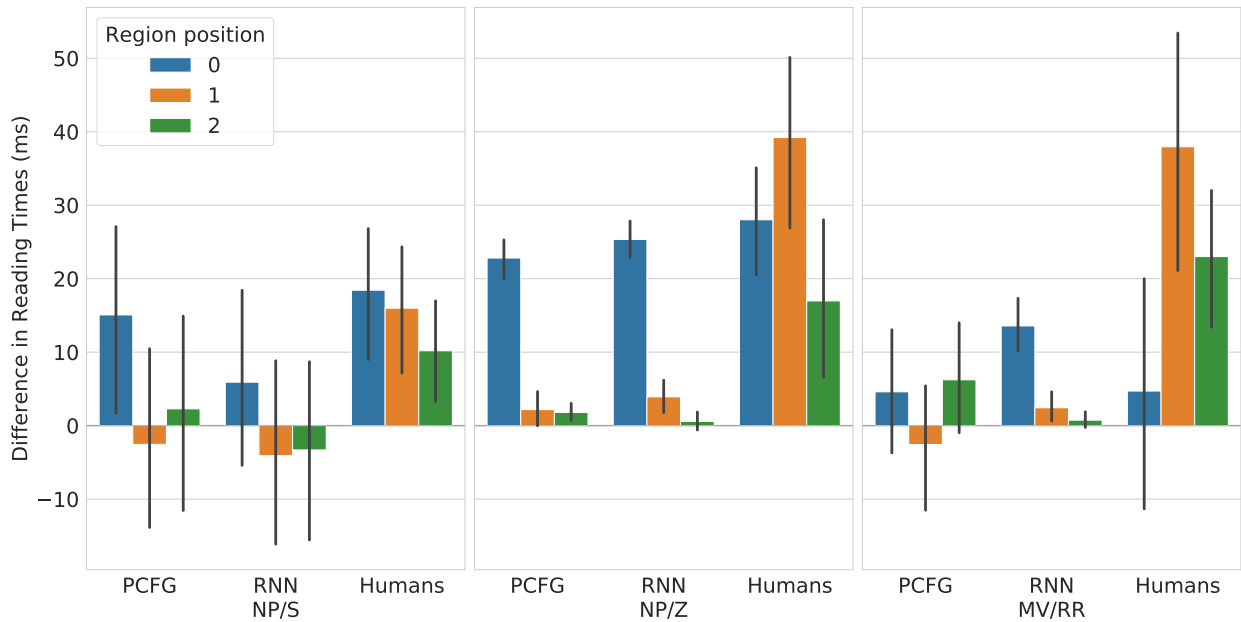 Region position
0
1
2
Difference in Reading Times (ms)
50
40
30
20
10
0
−10
PCFG RNN Humans PCFG RNN Humans PCFG RNN Humans
NP/S NP/Z MV/RR